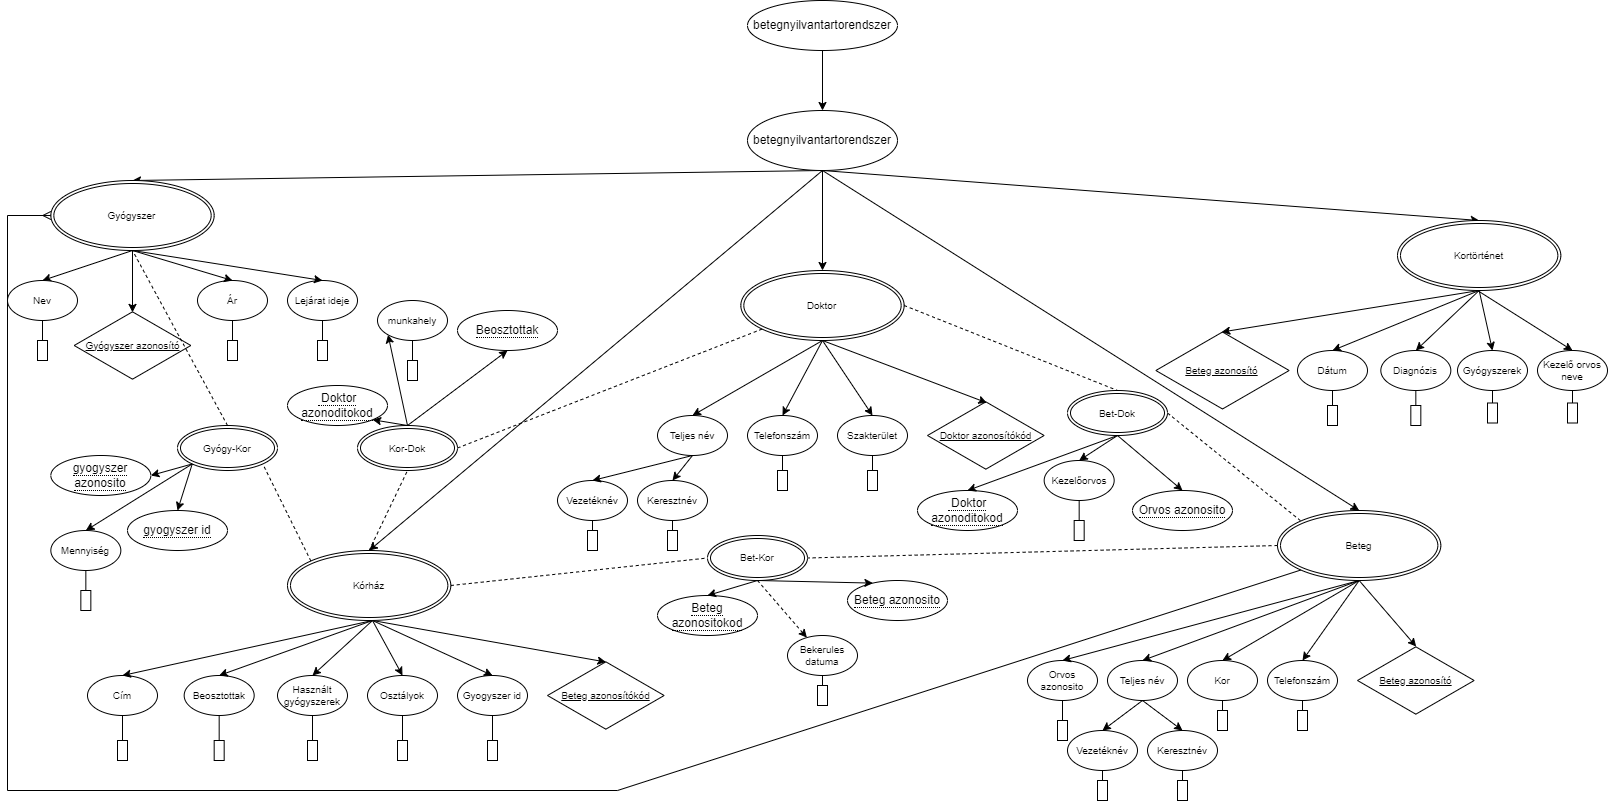 betegnyilvantartorendszer
betegnyilvantartorendszer
Gyógyszer
Nev
Gyógyszer azonosító
Ár
Lejárat ideje
Kortörténet
Beteg azonosító
Dátum
Diagnózis
Gyógyszerek
Kezelő orvos
neve
Doktor
munkahely
Beosztottak
Doktor
azonoditokod
Kor-Dok
Gyógy-Kor
gyogyszer
azonosito
gyogyszer id
Mennyiség
Teljes név
Telefonszám
Szakterület
Doktor azonosítókód
Vezetéknév
Keresztnév
Bet-Dok
Kezelőorvos
Doktor
azonoditokod
Orvos azonosito
Kórház
Cím
Beosztottak
Használt
gyógyszerek
Osztályok
Gyogyszer id
Beteg azonosítókód
Bet-Kor
Beteg
azonositokod
Beteg azonosito
Bekerules
datuma
Beteg
Orvos
azonosito
Teljes név
Kor
Telefonszám
Beteg azonosító
Vezetéknév
Keresztnév